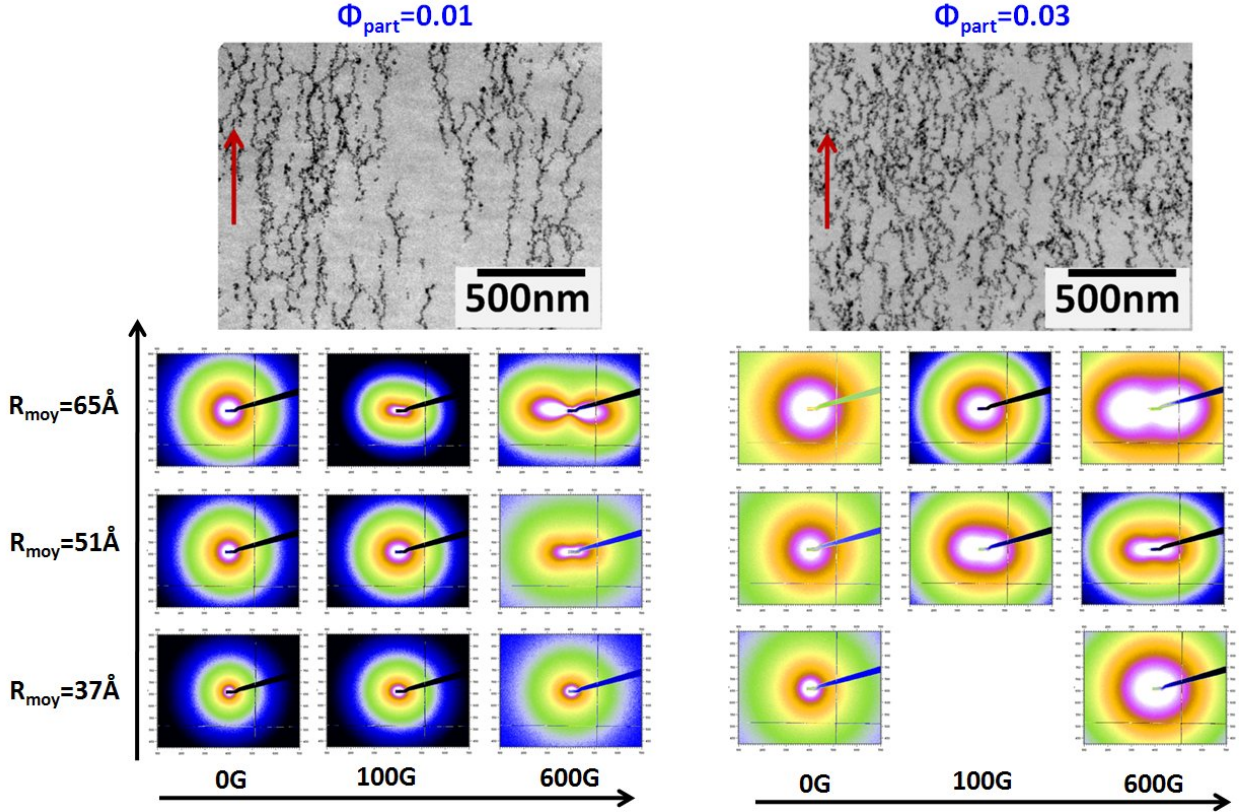 Φpart=0.01
Φpart=0.03
500nm
500nm
Rmoy=65Å
Rmoy=51Å
Rmoy=37Å
0G 100G 600G
0G 100G 600G